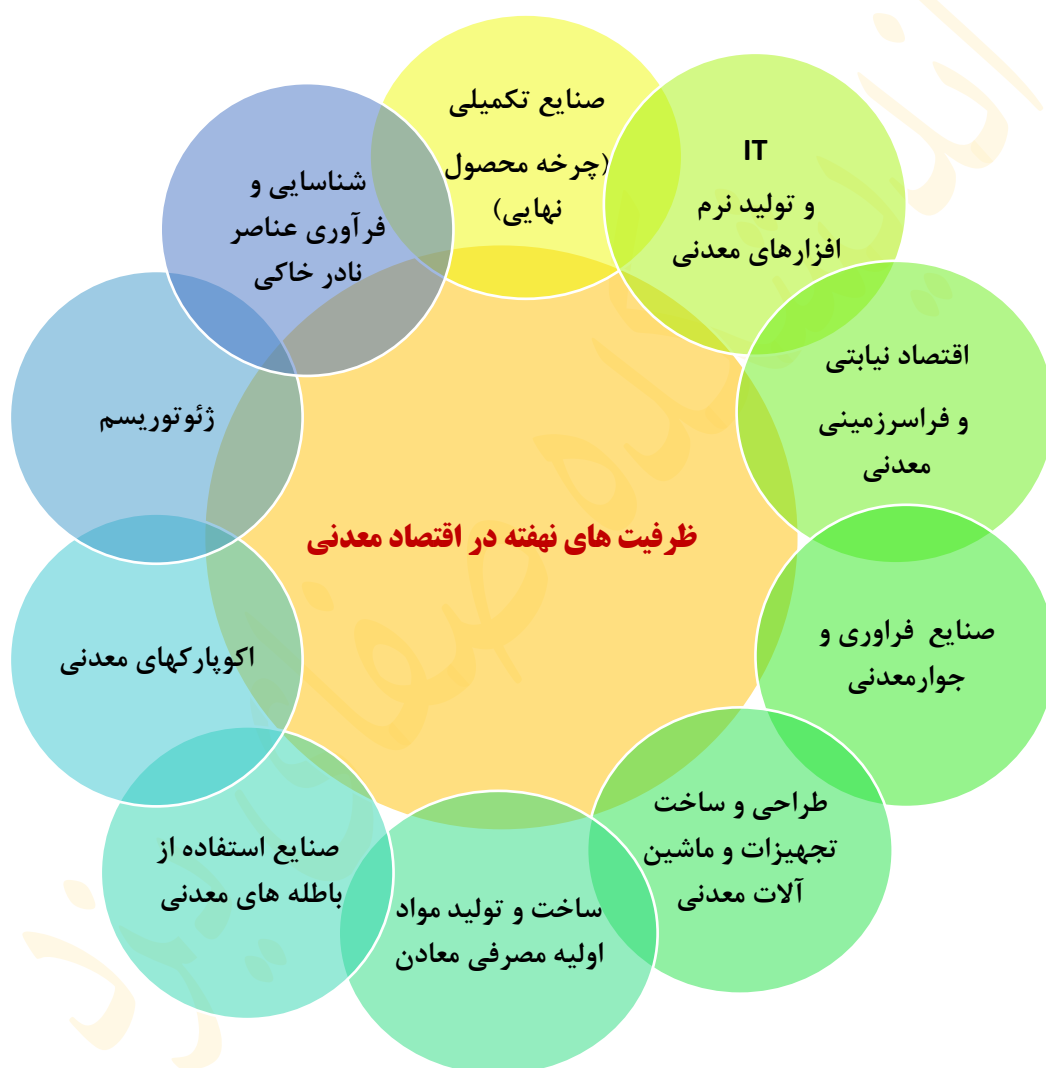 صنایع تکمیلی
(چرخه محصول
نهایی)
IT
و تولید نرم
افزارهای معدنی
اقتصاد نیابتی
و فراسرزمینی
معدنی
صنایع فراوری و
جوارمعدنی
طراحی و ساخت
تجهیزات و ماشین
آلات معدنی
ساخت و تولید مواد
اولیه مصرفی معادن
صنایع استفاده از
باطله های معدنی
اکوپارکهای معدنی
ژئوتوریسم
شناسایی و
فرآوری عناصر
نادر خاکی
ظرفیت های نهفته در اقتصاد معدنی